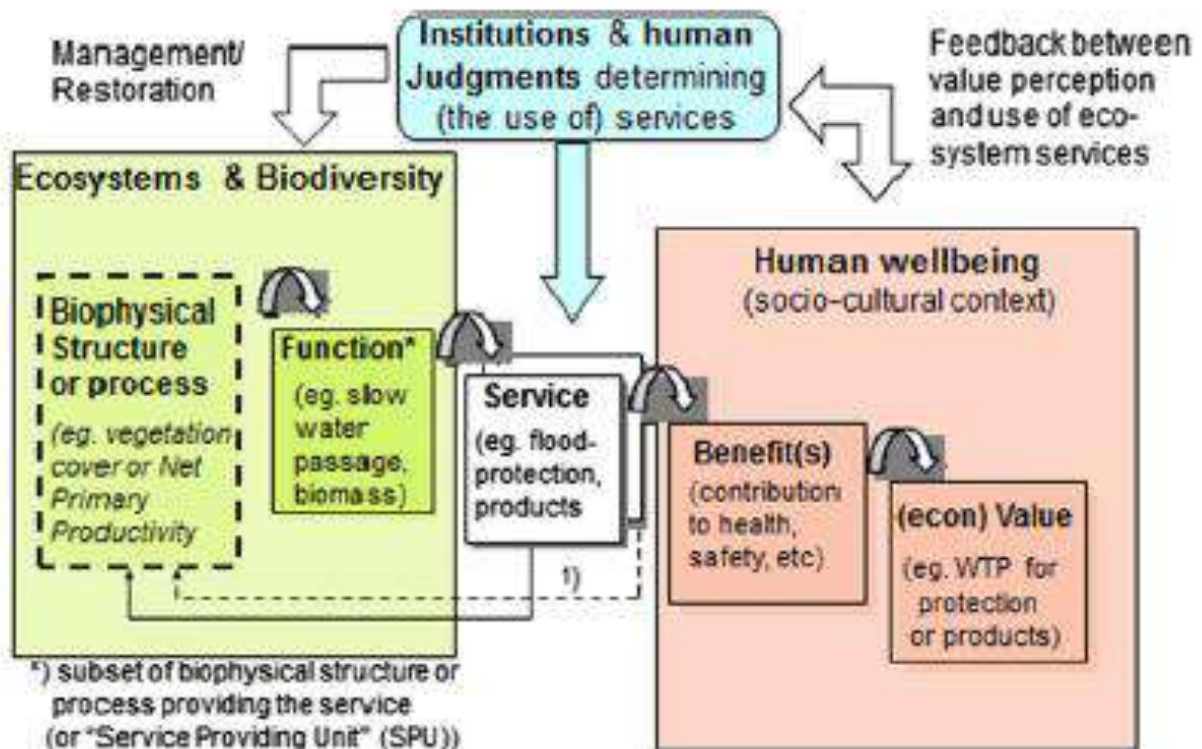 Management/
Restoration
Institutions & human
Judgments determining
(the use of) services
Feedback between
value perception
and use of eco-
system services
Ecosystems & Biodiversity
Biophysical
Structure
or process
(eg. vegetation
cover or Net
Primary
Productivity
Function*
(eg. slow
water
passage,
biomass)
Service
(eg. flood-
protection,
products
1)
Human wellbeing
(socio-cultural context)
Benefit(s)
(contribution
to health,
safety, etc)
(econ) Value
(eg. WTP for
protection
or products)
*) subset of biophysical structure or
process providing the service
(or "Service Providing Unit" (SPU))